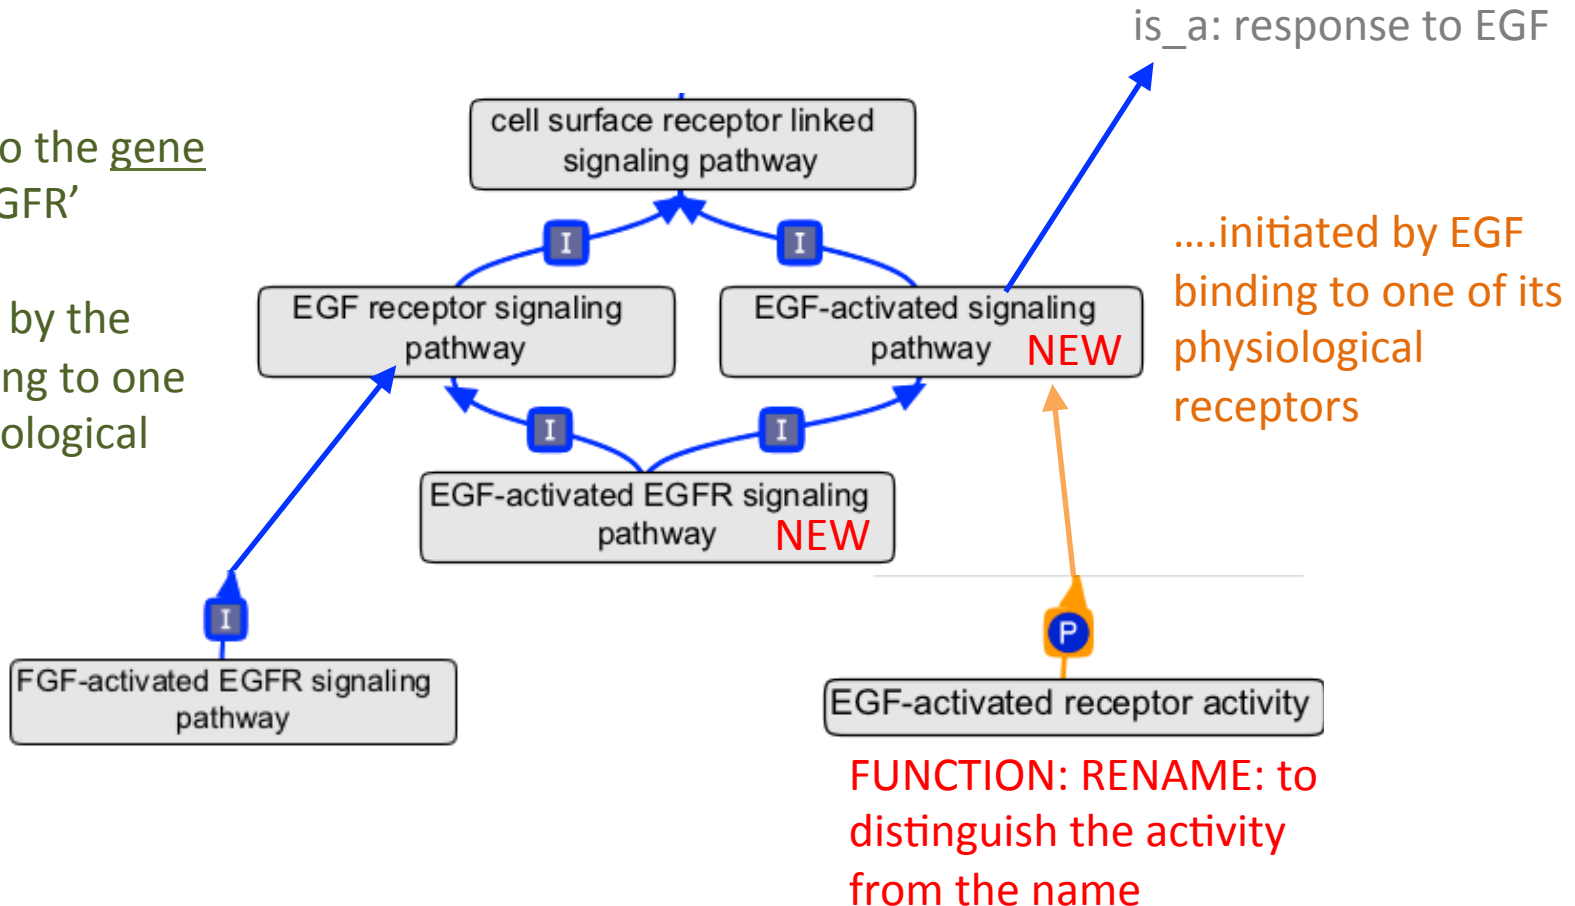 is_a: response to EGF
cell surface receptor linked
signaling pathway
o the gene
GFR’
by the
ng to one
ological
I
I
EGF receptor signaling
pathway
EGF-activated signaling
pathway NEW
….initiated by EGF
binding to one of its
physiological
receptors
I
I
EGF-activated EGFR signaling
pathway NEW
I
FGF-activated EGFR signaling
pathway
P
EGF-activated receptor activity
FUNCTION: RENAME: to
distinguish the activity
from the name